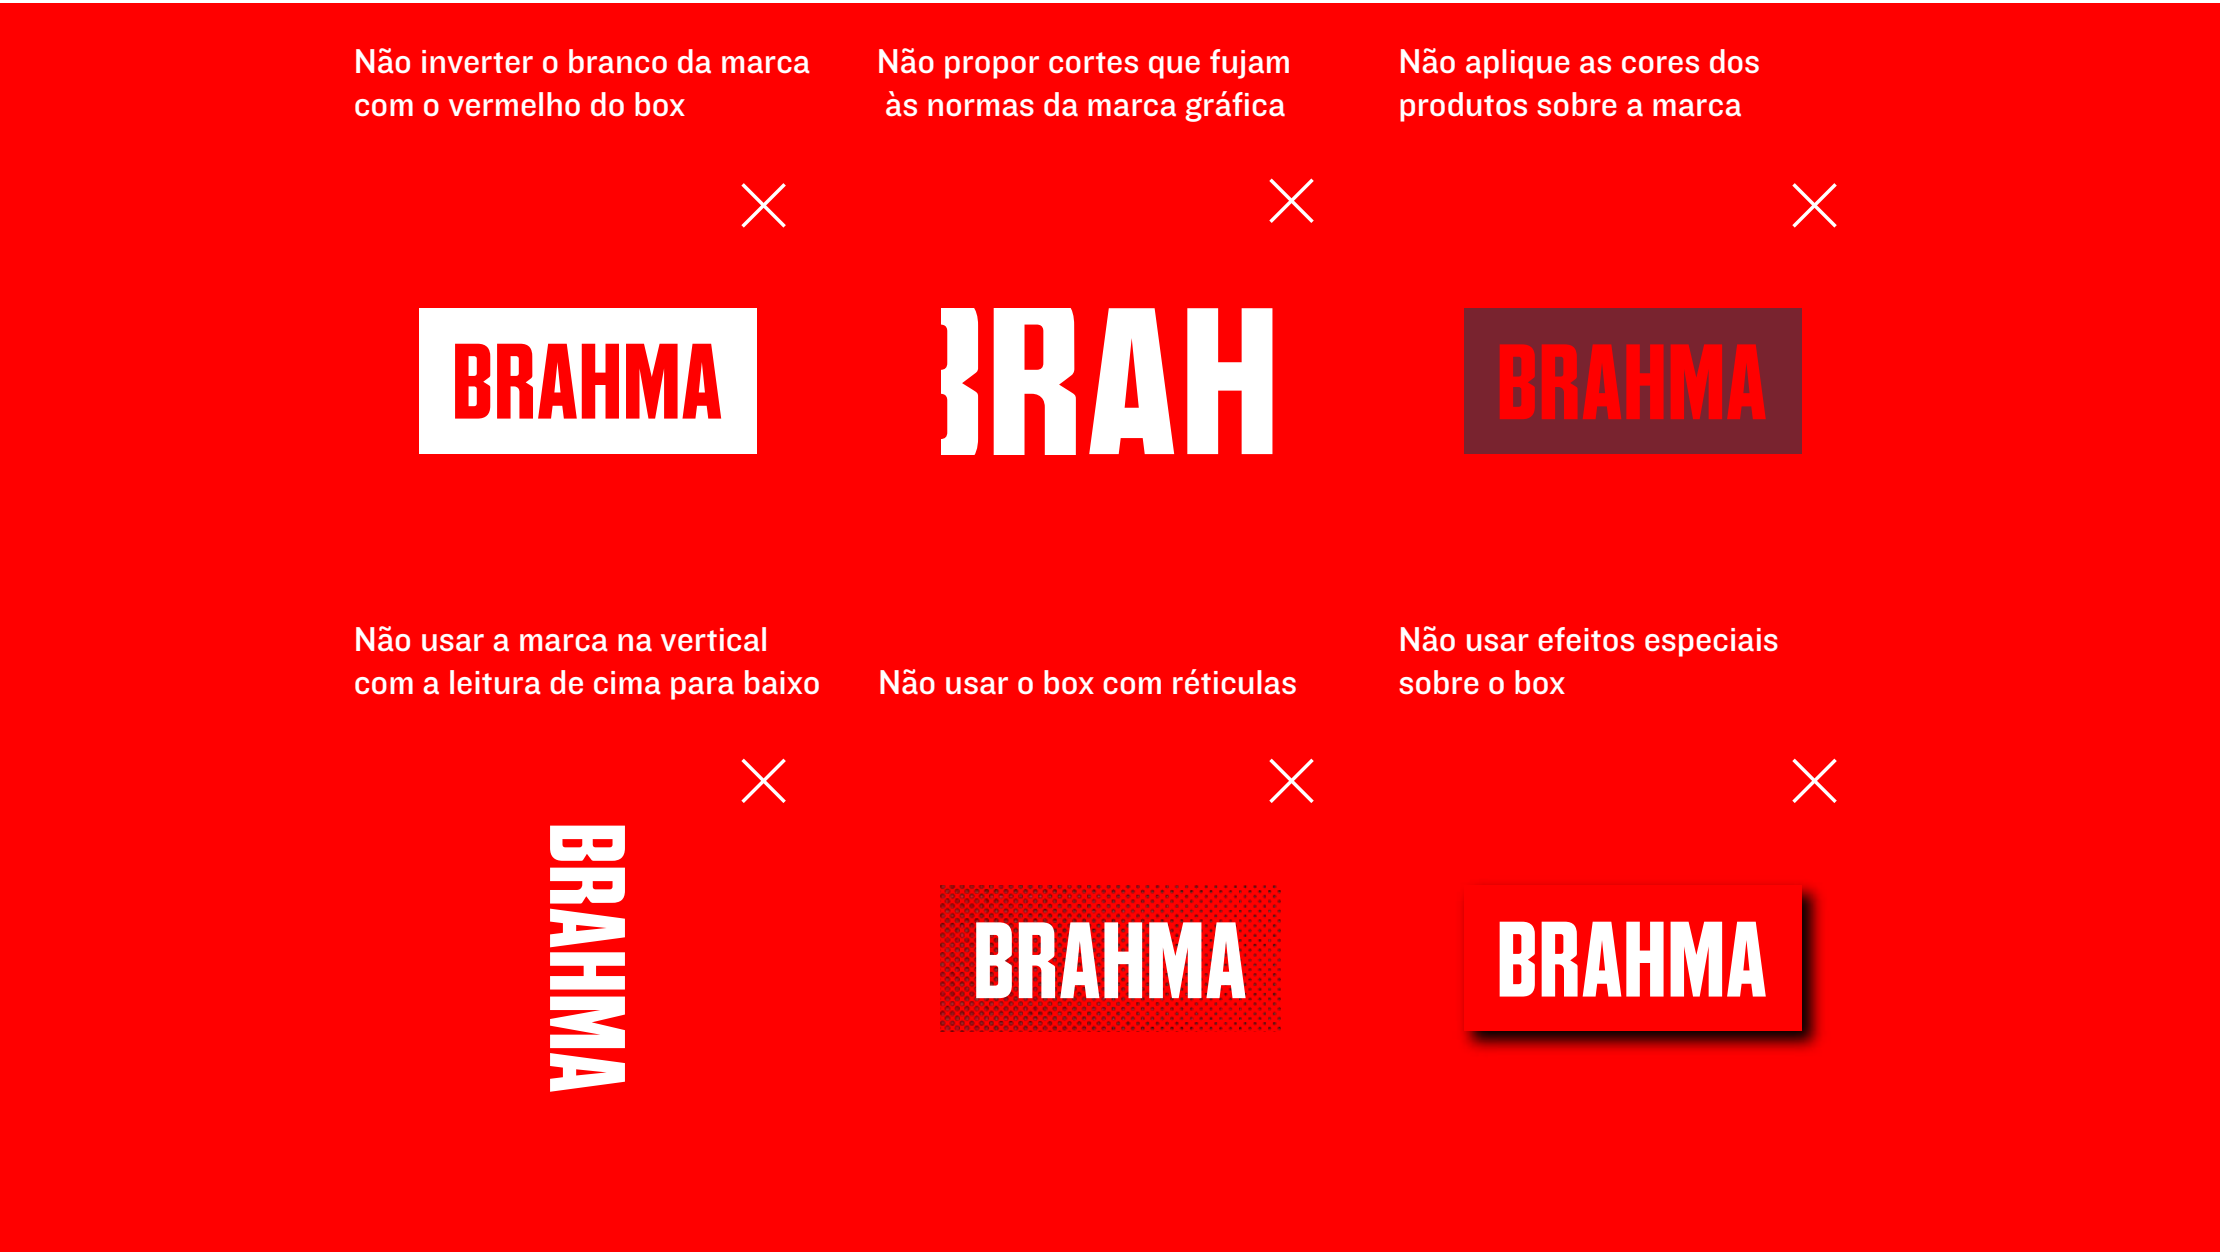 Não inverter o branco da marca
com o vermelho do box
BRAHMA
Não propor cortes que fujam
às normas da marca gráfica
BRAH
Não aplique as cores dos
produtos sobre a marca
BRAHMA
Não usar a marca na vertical
com a leitura de cima para baixo
BRAHMA
Não usar o box com réticulas
BRAHMA
Não usar efeitos especiais
sobre o box
BRAHMA